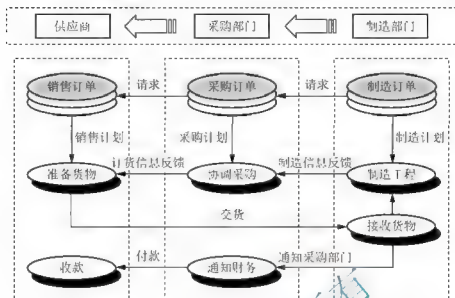 供应商 采购部门 制造部门
销售订单 请求 采购订单 请求 制造订单
销售计划 采购计划 制造计划
准备货物 订货信息反馈 协调采购 制造信息反馈 制造工程
交货 接收货物
收款 付款 通知财务 通知采购部门